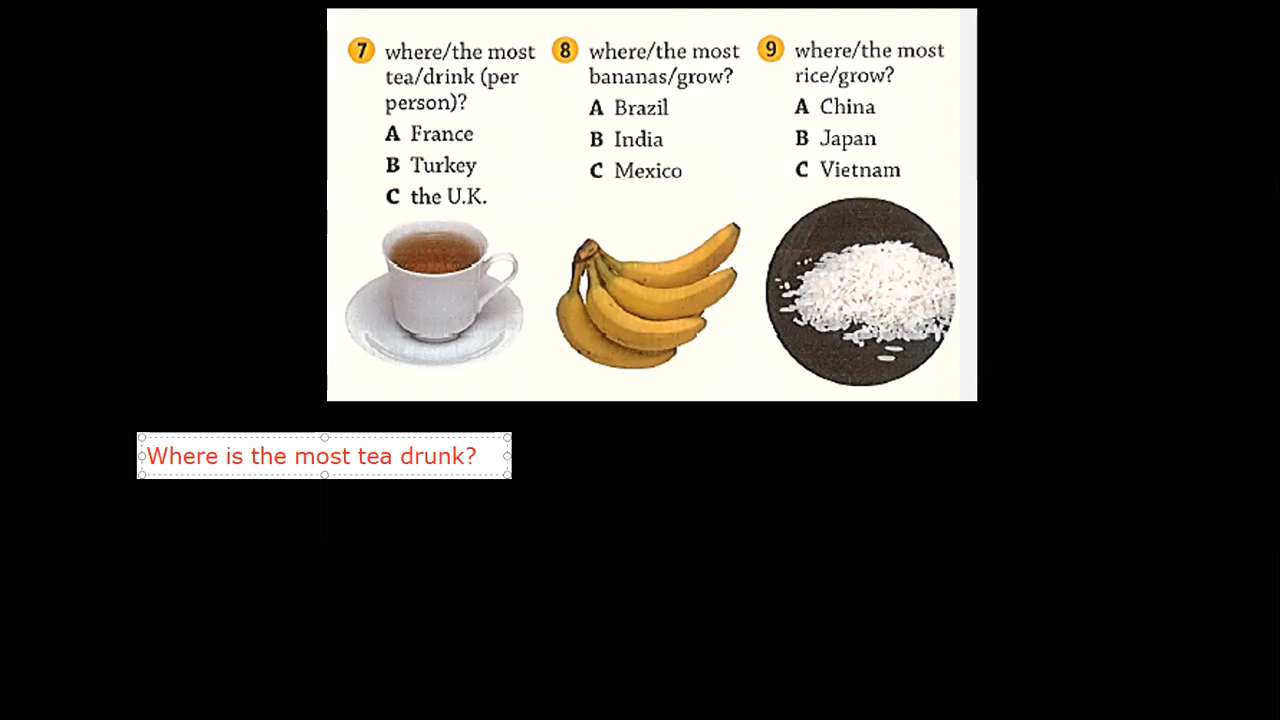 7 where/the most
tea/drink (per
person)?
A France
B Turkey
C the U.K.
8 where/the most
bananas/grow?
A Brazil
B India
C Mexico
9 where/the most
rice/grow?
A China
B Japan
C Vietnam
Where is the most tea drunk?